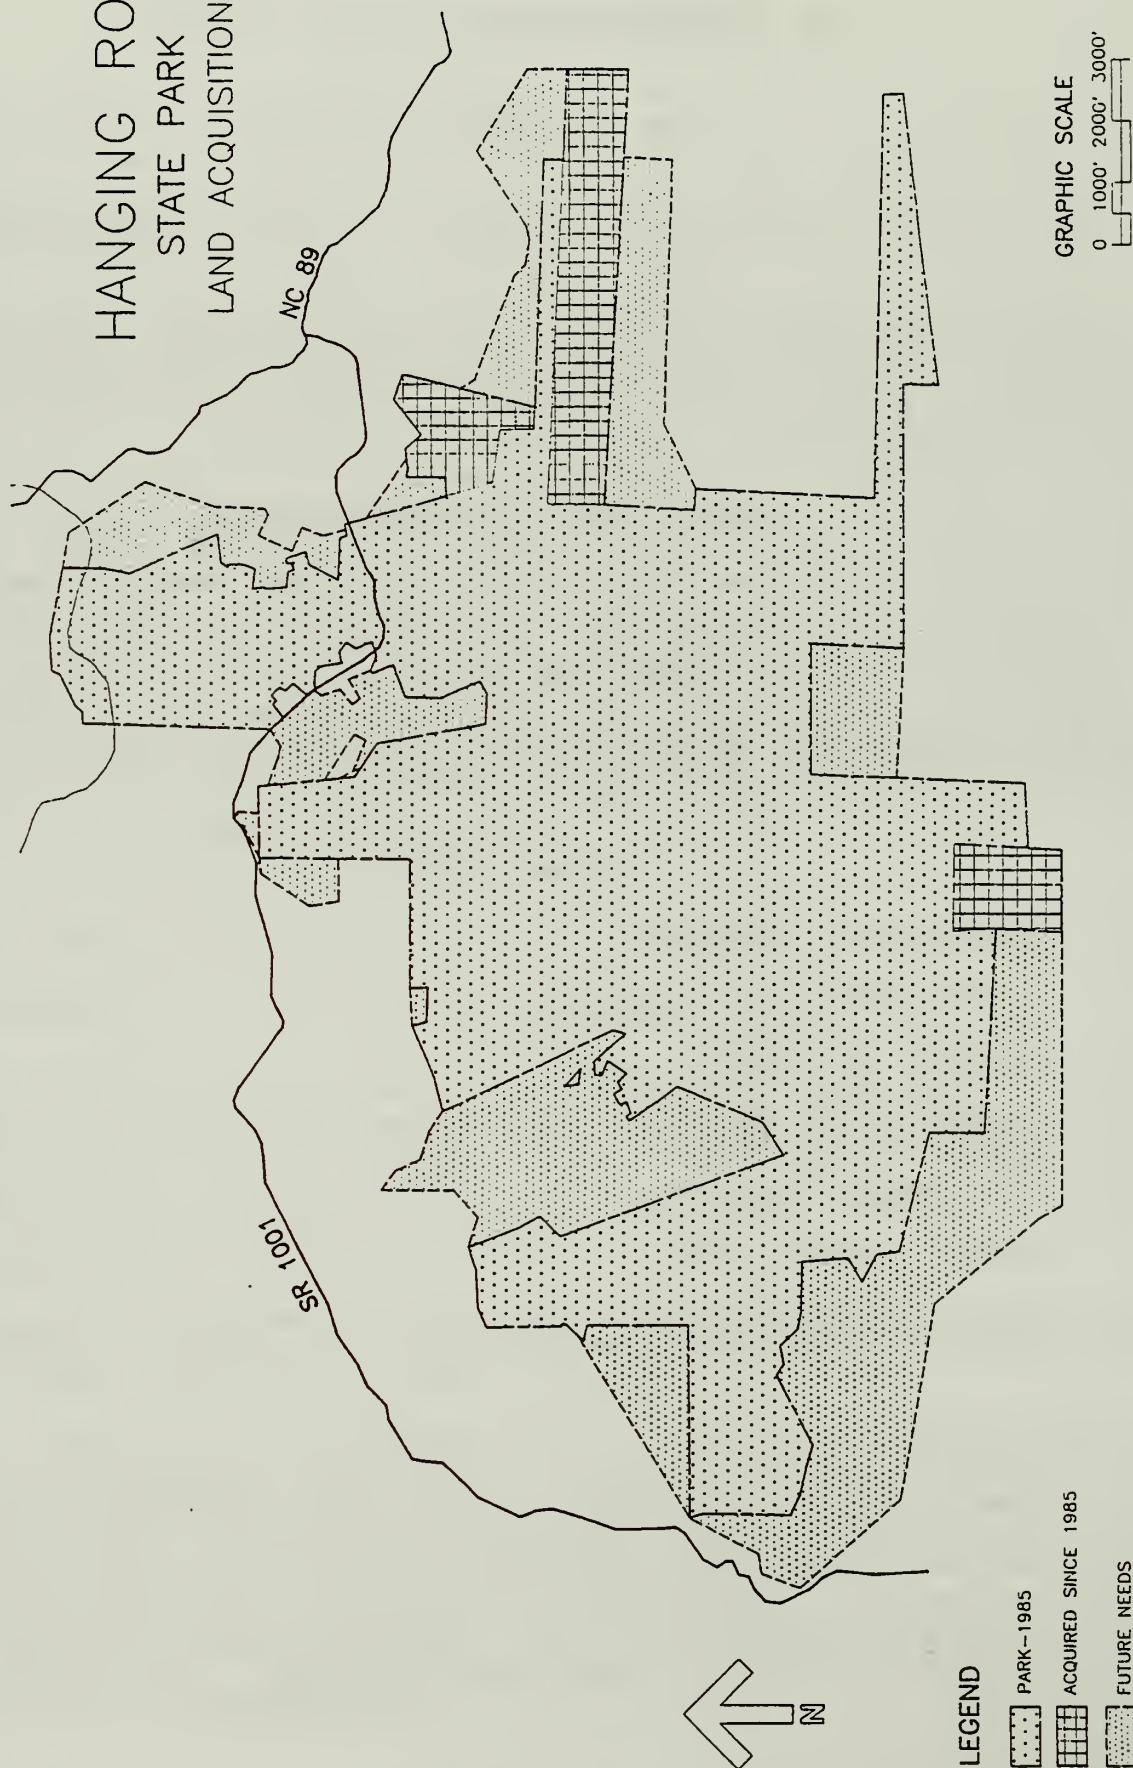 HANGING RO
STATE PARK
LAND ACQUISITION
NC 89
SR 1001
N
LEGEND
PARK-1985
ACQUIRED SINCE 1985
FUTURE NEEDS
GRAPHIC SCALE
0 1000' 2000' 3000'